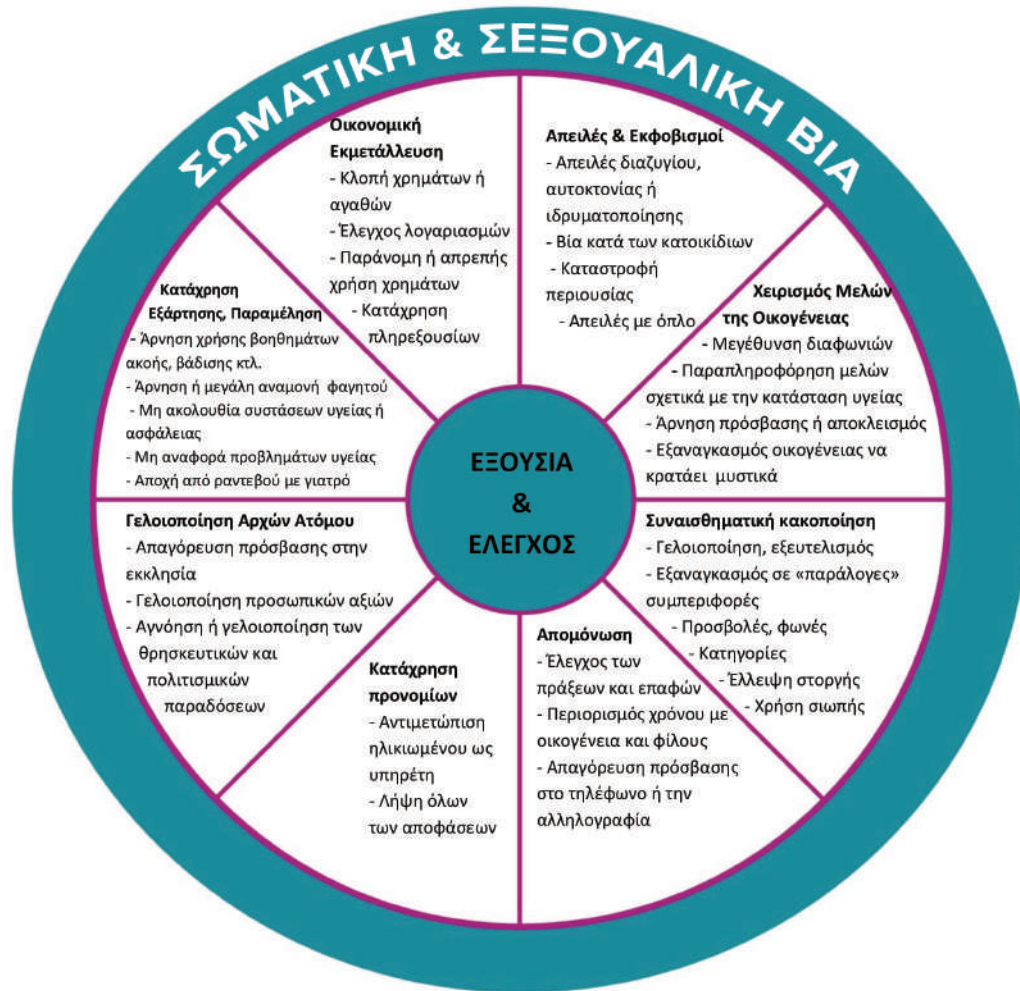 ΣΩΜΑΤΙΚΗ & ΣΕΞΟΥΑΛΙΚΗ ΒΙΑ
Οικονομική
Εκμετάλλευση
- Κλοπή χρημάτων ή
αγαθών
- Έλεγχος λογαριασμών
- Παράνομη ή απρεπής
χρήση χρημάτων
- Κατάχρηση
πληρεξουσίων
Απειλές & Εκφοβισμοί
- Απειλές διαζυγίου,
αυτοκτονίας ή
ιδρυματοποίησης
- Βία κατά των κατοικίδιων
- Καταστροφή
περιουσίας
- Απειλές με όπλο
Χειρισμός Μελών
της Οικογένειας
- Μεγέθυνση διαφωνιών
- Παραπληροφόρηση μελών
σχετικά με την κατάσταση υγείας
- Άρνηση πρόσβασης ή αποκλεισμός
- Εξαναγκασμός οικογένειας να
κρατάει μυστικά
Συναισθηματική κακοποίηση
- Γελοιοποίηση, εξευτελισμός
- Εξαναγκασμός σε «παράλογες»
συμπεριφορές
- Προσβολές, φωνές
- Κατηγορίες
- Έλλειψη στοργής
- Χρήση σιωπής
Απομόνωση
- Έλεγχος των
πράξεων και επαφών
- Περιορισμός χρόνου με
οικογένεια και φίλους
- Απαγόρευση πρόσβασης
στο τηλέφωνο ή την
αλληλογραφία
Κατάχρηση
προνομίων
- Αντιμετώπιση
ηλικιωμένου ως
υπηρέτη
- Λήψη όλων
των αποφάσεων
Γελοιοποίηση Αρχών Ατόμου
- Απαγόρευση πρόσβασης στην
εκκλησία
- Γελοιοποίηση προσωπικών αξιών
- Αγνόηση ή γελοιοποίηση των
θρησκευτικών και
πολιτισμικών
παραδόσεων
Κατάχρηση
Εξάρτησης, Παραμέληση
- Άρνηση χρήσης βοηθημάτων
ακοής, βάδισης κτλ.
- Άρνηση ή μεγάλη αναμονή φαγητού
- Μη ακολουθία συστάσεων υγείας ή
ασφάλειας
- Μη αναφορά προβλημάτων υγείας
- Αποχή από ραντεβού με γιατρό
ΕΞΟΥΣΙΑ
&
ΕΛΕΓΧΟΣ